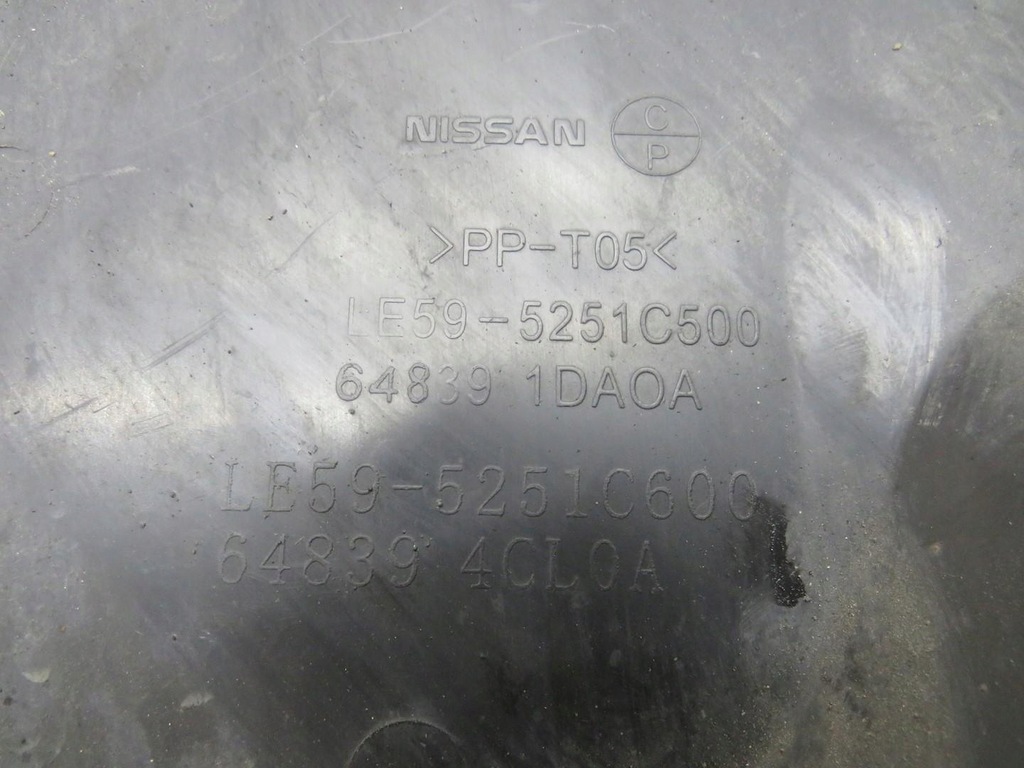 NISSAN C P
>PP-T05<
LE59-5251C500
64839 1DA0A
LE59-5251C600
64839 4CL0A